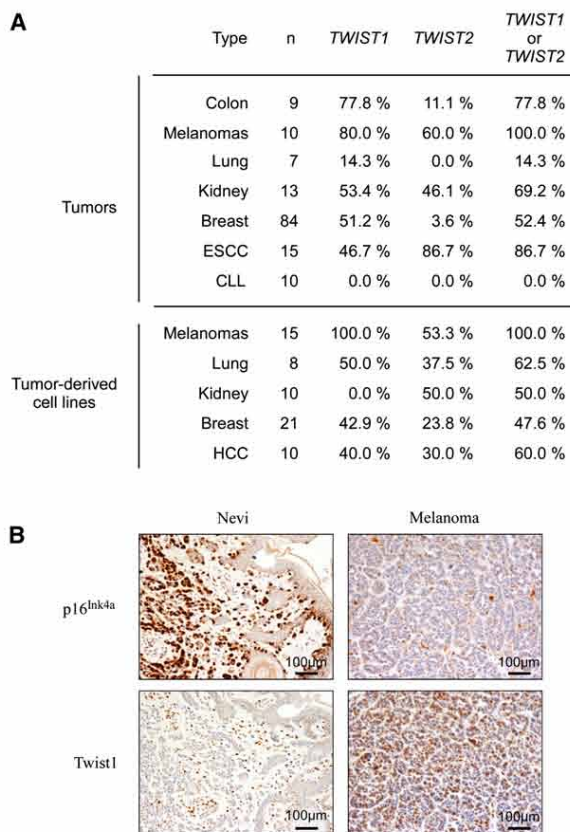 A
Type n TWIST1 TWIST2 TWIST1 or TWIST2
Tumors
Colon 9 77.8 % 11.1 % 77.8 %
Melanomas 10 80.0 % 60.0 % 100.0 %
Lung 7 14.3 % 0.0 % 14.3 %
Kidney 13 53.4 % 46.1 % 69.2 %
Breast 84 51.2 % 3.6 % 52.4 %
ESCC 15 46.7 % 86.7 % 86.7 %
CLL 10 0.0 % 0.0 % 0.0 %
Tumor-derived cell lines
Melanomas 15 100.0 % 53.3 % 100.0 %
Lung 8 50.0 % 37.5 % 62.5 %
Kidney 10 0.0 % 50.0 % 50.0 %
Breast 21 42.9 % 23.8 % 47.6 %
HCC 10 40.0 % 30.0 % 60.0 %
B
Nevi Melanoma
p16Ink4a
100µm 100µm
Twist1
100µm 100µm